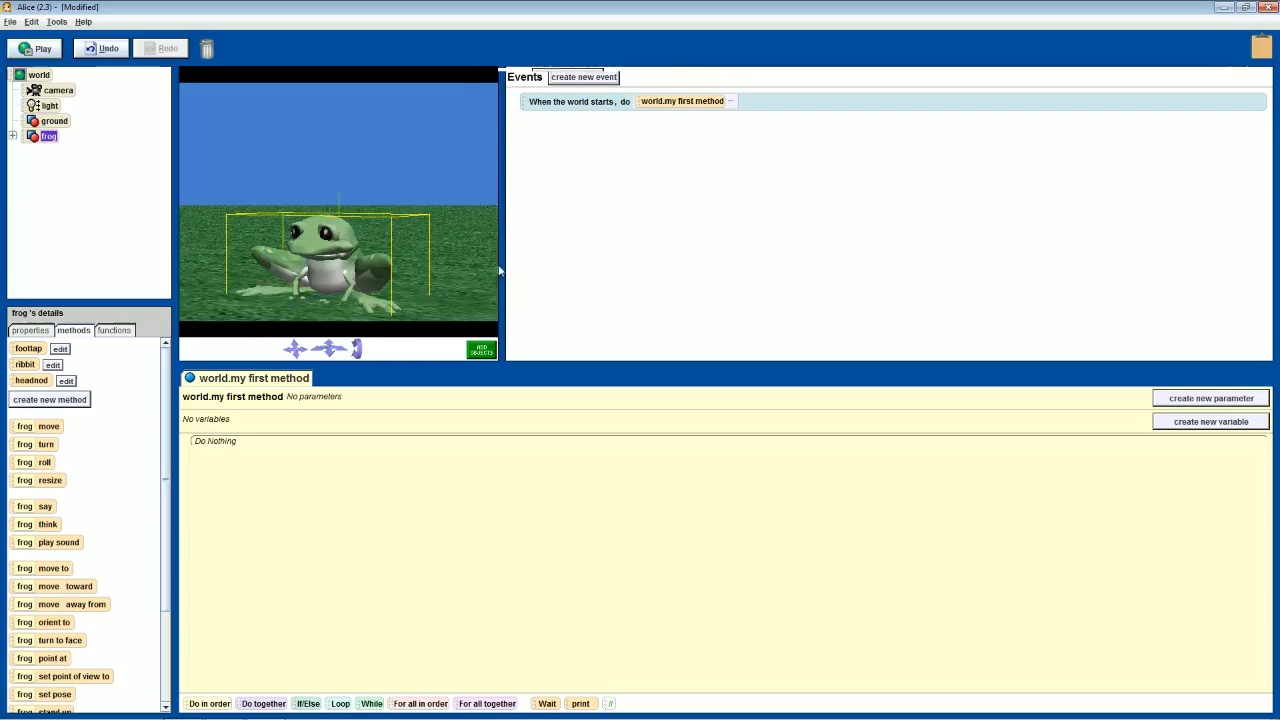 Alice (2.3) - [Modified]
File Edit Tools Help
Play Undo Redo
world
camera
light
ground
frog
Events create new event
When the world starts, do world.my first method
ADD OBJECTS
frog 's details
properties methods functions
foottap edit
ribbit edit
headnod edit
create new method
frog move
frog turn
frog roll
frog resize
frog say
frog think
frog play sound
frog move to
frog move toward
frog move away from
frog orient to
frog turn to face
frog point at
frog set point of view to
frog set pose
frog stand up
world.my first method
world.my first method No parameters
create new parameter
No variables
create new variable
Do Nothing
Do in order Do together If/Else Loop While For all in order For all together Wait print //